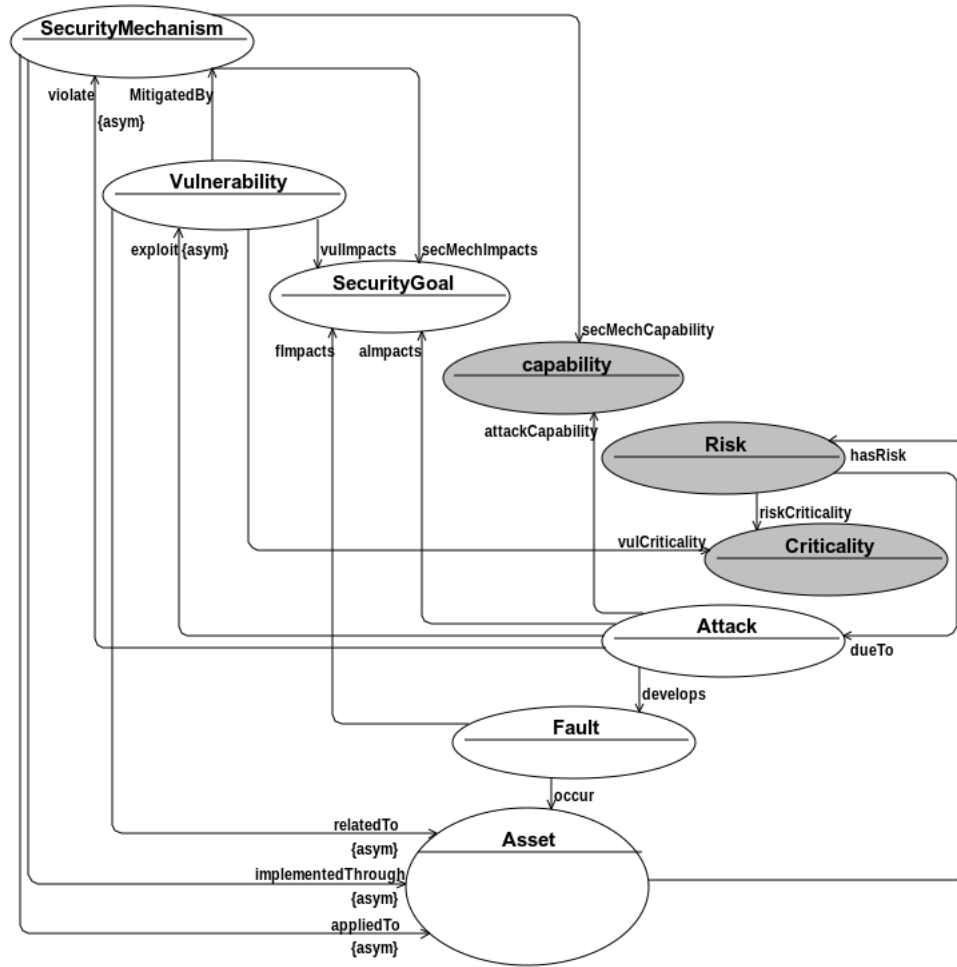 SecurityMechanism
violate
MitigatedBy
{asym}
Vulnerability
exploit {asym}
vulImpacts
secMechImpacts
SecurityGoal
fImpacts
aImpacts
secMechCapability
capability
attackCapability
Risk
hasRisk
riskCriticality
vulCriticality
Criticality
Attack
dueTo
develops
Fault
occur
relatedTo
{asym}
Asset
implementedThrough
{asym}
appliedTo
{asym}